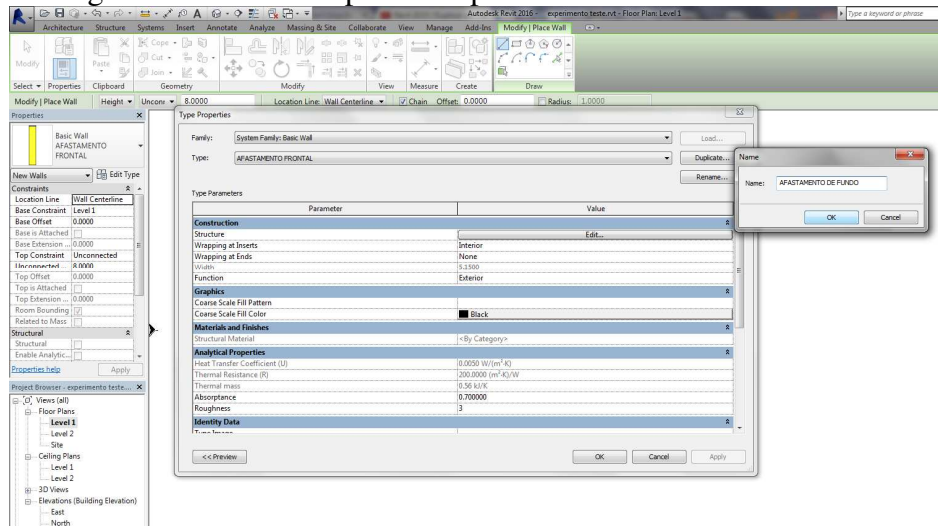 Autodesk Revit 2016 - experimento teste.rvt - Floor Plan: Level 1
Type a keyword or phrase
Architecture Structure Systems Insert Annotate Analyze Massing & Site Collaborate View Manage Add-Ins Modify | Place Wall
Modify Properties Paste Cope Cut Join
Select Properties Clipboard Geometry Modify View Measure Create Draw
Modify | Place Wall Height Unconi 8.0000 Location Line: Wall Centerline Chain Offset: 0.0000 Radius: 1.0000
Properties
Basic Wall
AFASTAMENTO
FRONTAL
New Walls Edit Type
Constraints
Location Line Wall Centerline
Base Constraint Level 1
Base Offset 0.0000
Base is Attached
Base Extension ... 0.0000
Top Constraint Unconnected
Unconnected ... 8.0000
Top Offset 0.0000
Top is Attached
Top Extension ... 0.0000
Room Bounding
Related to Mass
Structural
Structural
Enable Analytic...
Properties help Apply
Project Browser - experimento teste....
Views (all)
Floor Plans
Level 1
Level 2
Site
Ceiling Plans
Level 1
Level 2
3D Views
Elevations (Building Elevation)
East
North
Type Properties
Family: System Family: Basic Wall Load...
Type: AFASTAMENTO FRONTAL Duplicate...
Rename...
Type Parameters
Parameter Value
Construction
Structure Edit...
Wrapping at Inserts Interior
Wrapping at Ends None
Width 5.1500
Function Exterior
Graphics
Coarse Scale Fill Pattern
Coarse Scale Fill Color Black
Materials and Finishes
Structural Material <By Category>
Analytical Properties
Heat Transfer Coefficient (U) 0.0050 W/(m²·K)
Thermal Resistance (R) 200.0000 (m²·K)/W
Thermal mass 0.56 kJ/K
Absorptance 0.700000
Roughness 3
Identity Data
Type Image
<< Preview OK Cancel Apply
Name
Name: AFASTAMENTO DE FUNDO
OK Cancel